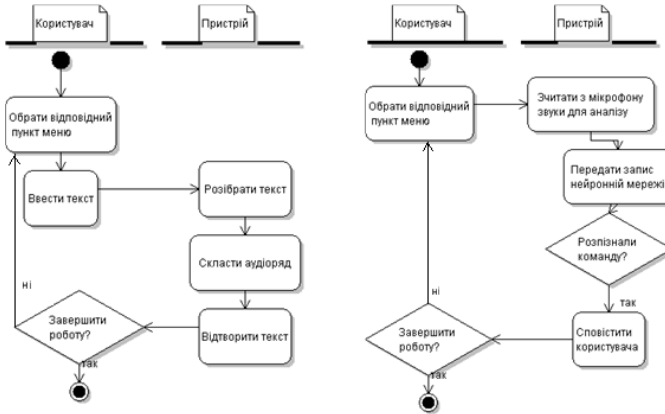 Користувач
Пристрій
Обрати відповідний
пункт меню
Ввести текст
Розібрати текст
Скласти аудіоряд
ні
Завершити
роботу?
Відтворити текст
так
Користувач
Пристрій
Обрати відповідний
пункт меню
Зчитати з мікрофону
звуки для аналізу
Передати запис
нейронній мережі
Розпізнали
команду?
ні
так
Завершити
роботу?
Сповістити
користувача
так